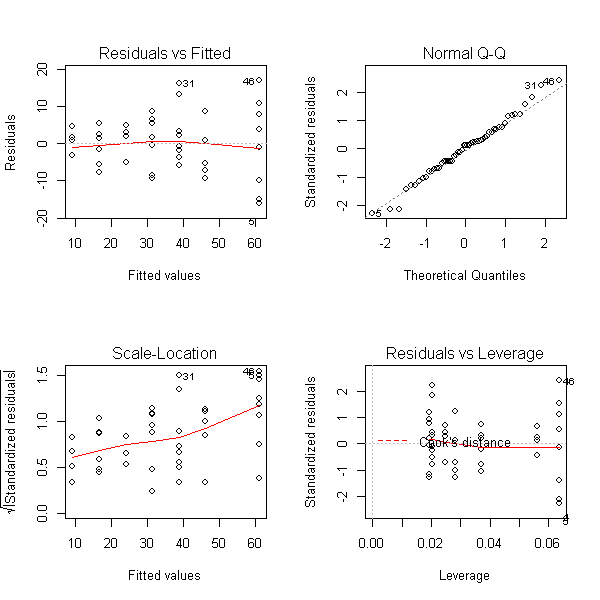 Residuals vs Fitted
Residuals
20
10
0
-10
-20
31
46
5
10 20 30 40 50 60
Fitted values
Normal Q-Q
Standardized residuals
2
1
0
-1
-2
31
46
5
-2 -1 0 1 2
Theoretical Quantiles
Scale-Location
√|Standardized residuals|
1.5
1.0
0.5
0.0
31
46
5
10 20 30 40 50 60
Fitted values
Residuals vs Leverage
Standardized residuals
2
1
0
-1
-2
46
Cook's distance
5
0.00 0.02 0.04 0.06
Leverage